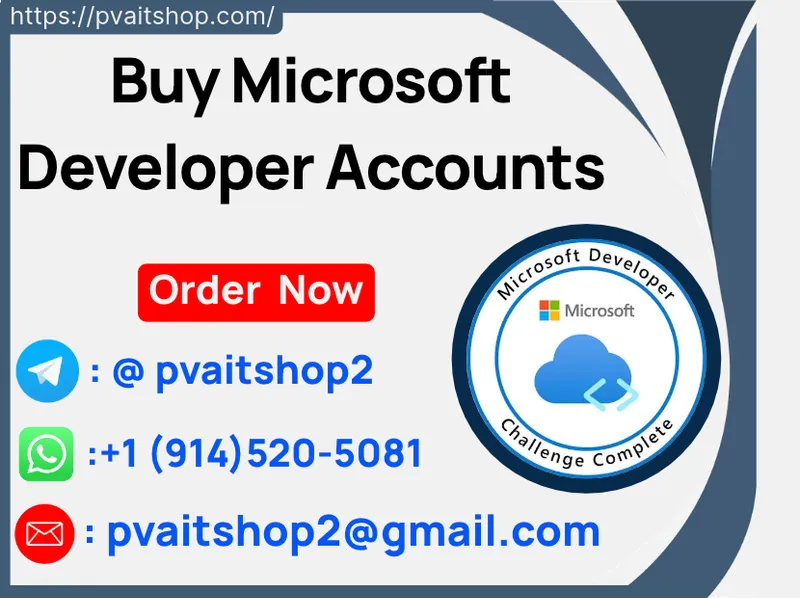 https://pvaitshop.com/
Buy Microsoft
Developer Accounts
Order Now
: @ pvaitshop2
:+1 (914)520-5081
: pvaitshop2@gmail.com
Microsoft Developer
Microsoft
Challenge Complete